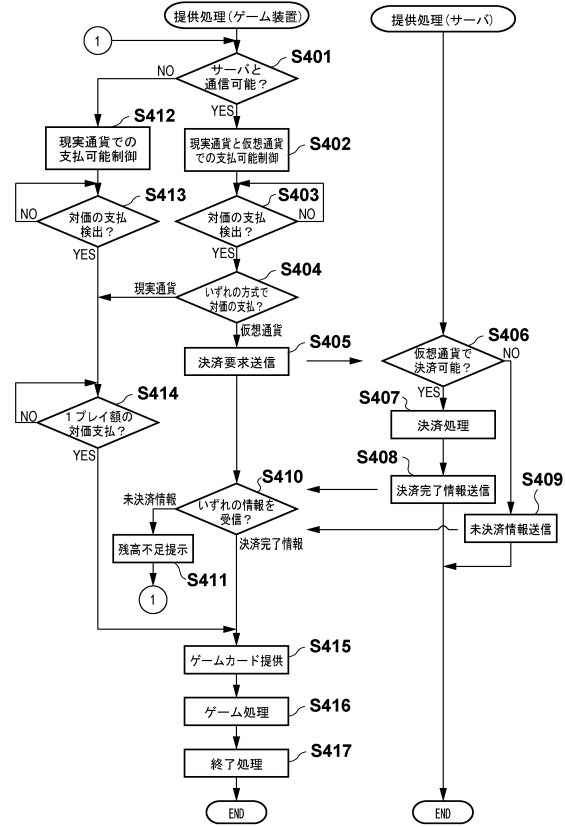 提供処理(ゲーム装置)
提供処理(サーバ)
1
S401
サーバと
通信可能?
NO
YES
S412
現実通貨での
支払可能制御
S402
現実通貨と仮想通貨
での支払可能制御
S413
対価の支払
検出?
NO
YES
S403
対価の支払
検出?
NO
YES
S404
いずれの方式で
対価の支払?
現実通貨
仮想通貨
S405
決済要求送信
S406
仮想通貨で
決済可能?
NO
YES
S407
決済処理
S414
1プレイ額の
対価支払?
NO
YES
S408
決済完了情報送信
S409
未決済情報送信
S410
いずれの情報を
受信?
未決済情報
決済完了情報
残高不足提示
S411
1
S415
ゲームカード提供
S416
ゲーム処理
S417
終了処理
END
END